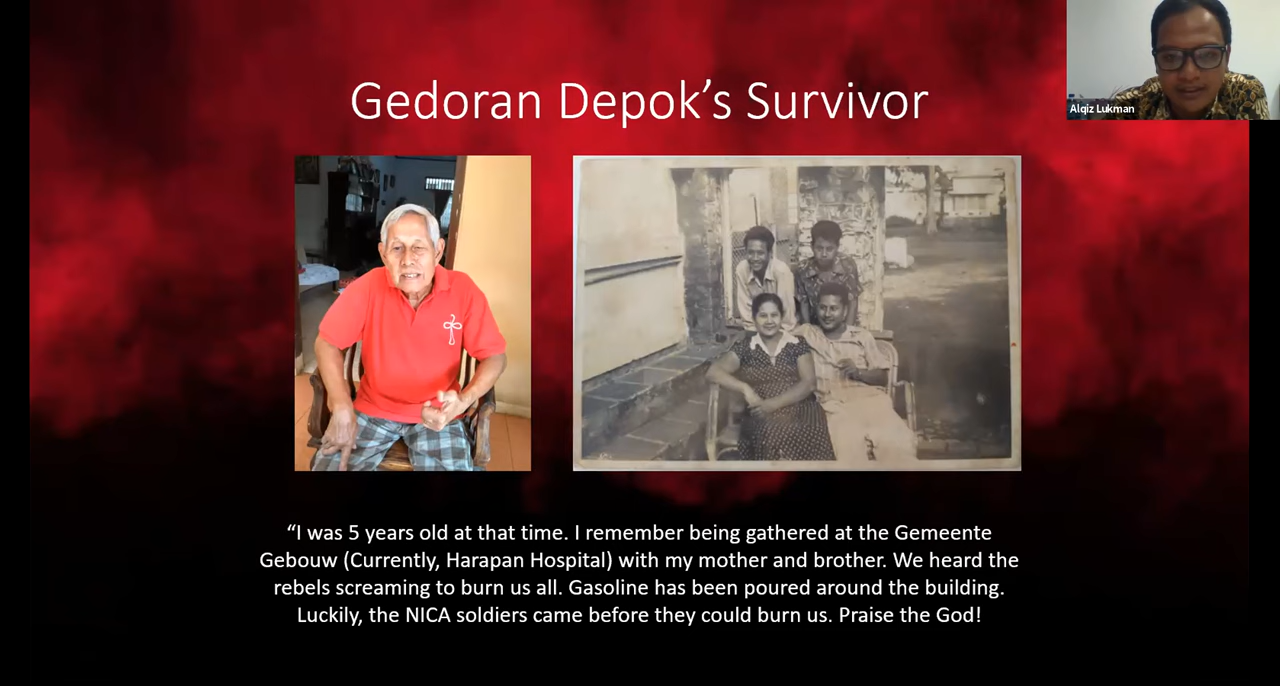 Gedoran Depok’s Survivor
Alqiz Lukman
“I was 5 years old at that time. I remember being gathered at the Gemeente
Gebouw (Currently, Harapan Hospital) with my mother and brother. We heard the
rebels screaming to burn us all. Gasoline has been poured around the building.
Luckily, the NICA soldiers came before they could burn us. Praise the God!